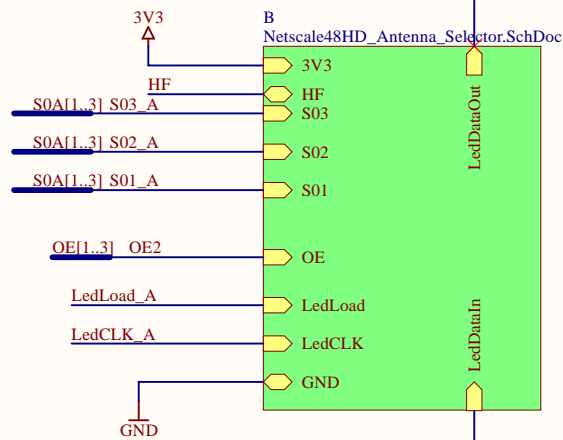 3V3
B
Netscale48HD_Antenna_Selector.SchDoc
3V3
HF
HF
S0A[1..3] S03_A
S03
S0A[1..3] S02_A
S02
S0A[1..3] S01_A
S01
LedDataOut
OE[1..3] OE2
OE
LedLoad_A
LedLoad
LedCLK_A
LedCLK
LedDataIn
GND
GND